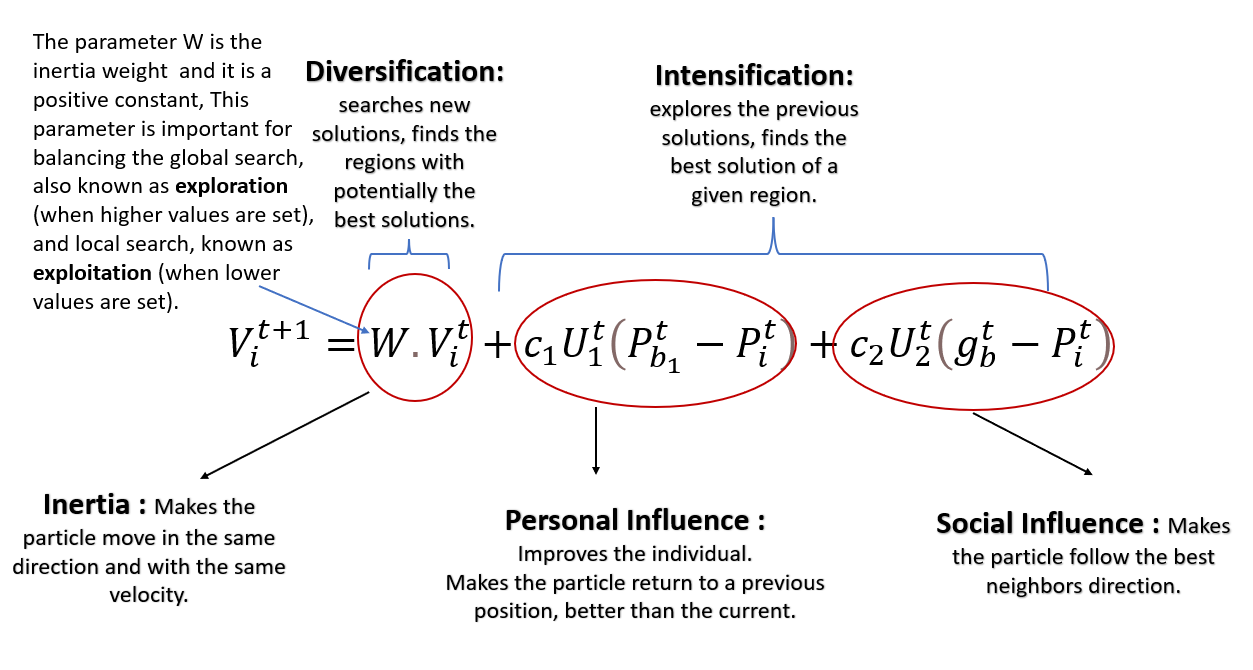 The parameter W is the
inertia weight  and it is a
positive constant, This
parameter is important for
balancing the global search,
also known as exploration
(when higher values are set),
and local search, known as
exploitation (when lower
values are set).
Diversification:
searches new
solutions, finds the
regions with
potentially the
best solutions.
Intensification:
explores the previous
solutions, finds the
best solution of a
given region.
V_i^{t+1} = W . V_i^t + c_1 U_1^t (P_{b_1}^t − P_i^t) + c_2 U_2^t (g_b^t − P_i^t)
Inertia : Makes the
particle move in the same
direction and with the same
velocity.
Personal Influence :
Improves the individual.
Makes the particle return to a previous
position, better than the current.
Social Influence : Makes
the particle follow the best
neighbors direction.